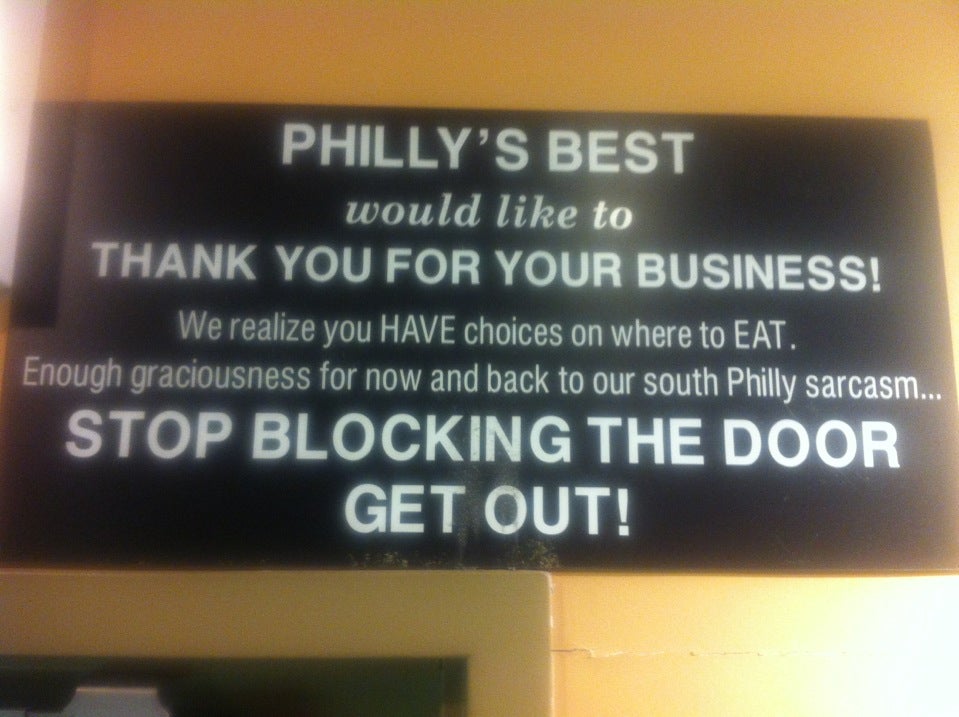 PHILLY'S BEST
would like to
THANK YOU FOR YOUR BUSINESS!
We realize you HAVE choices on where to EAT.
Enough graciousness for now and back to our south Philly sarcasm...
STOP BLOCKING THE DOOR
GET OUT!